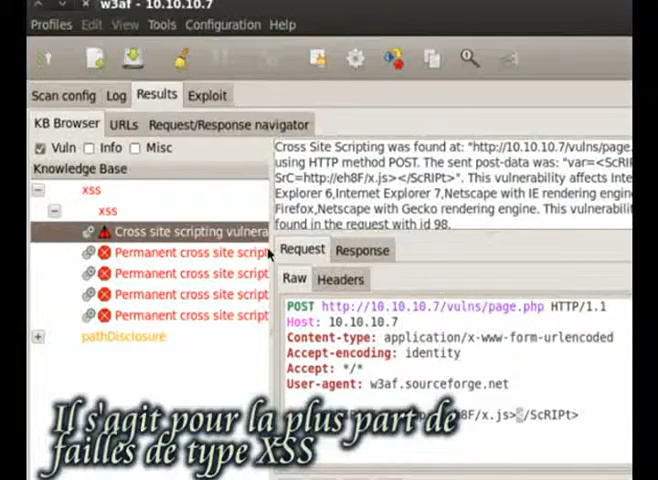 w3af - 10.10.10.7
Profiles Edit View Tools Configuration Help
Scan config Log Results Exploit
KB Browser URLs Request/Response navigator
Vuln Info Misc
Knowledge Base
xss
xss
Cross site scripting vulnera
Permanent cross site script
Permanent cross site script
Permanent cross site script
Permanent cross site script
pathDisclosure
Cross Site Scripting was found at: "http://10.10.10.7/vulns/page.
using HTTP method POST. The sent post-data was: "var=<ScRIP
SrC=http://eh8F/x.js></ScRIPt>". This vulnerability affects Inte
Explorer 6,Internet Explorer 7,Netscape with IE rendering engin
Firefox,Netscape with Gecko rendering engine. This vulnerability
found in the request with id 98.
Request Response
Raw Headers
POST http://10.10.10.7/vulns/page.php HTTP/1.1
Host: 10.10.10.7
Content-type: application/x-www-form-urlencoded
Accept-encoding: identity
Accept: */*
User-agent: w3af.sourceforge.net
8F/x.js></ScRIPt>
Il s'agit pour la plus part de
failles de type XSS